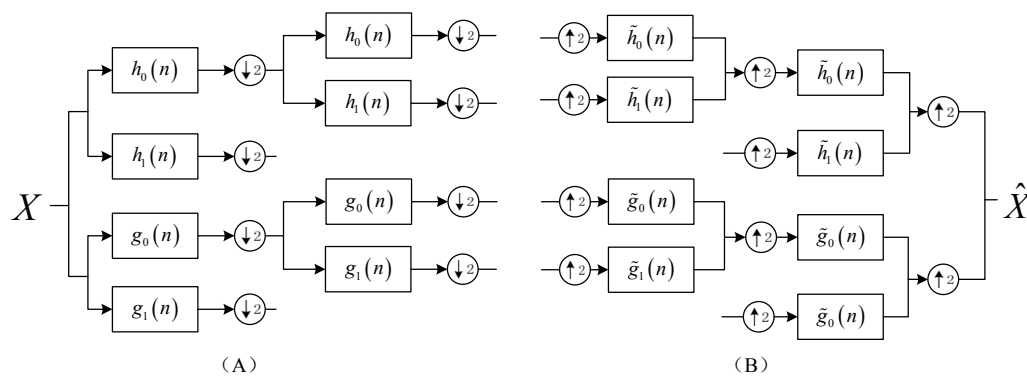 h₀(n) ↓2 ↑2 h̃₀(n)
h₀(n) ↓2 ↑2 h̃₀(n)
h₁(n) ↓2 ↑2 h̃₁(n) ↑2
h₁(n) ↓2 ↑2 h̃₁(n)
g₀(n) ↓2 ↑2 g̃₀(n)
X X̂
g₀(n) ↓2 ↑2 g̃₀(n)
g₁(n) ↓2 ↑2 g̃₁(n) ↑2
g₁(n) ↓2 ↑2 g̃₀(n)
（A） （B）